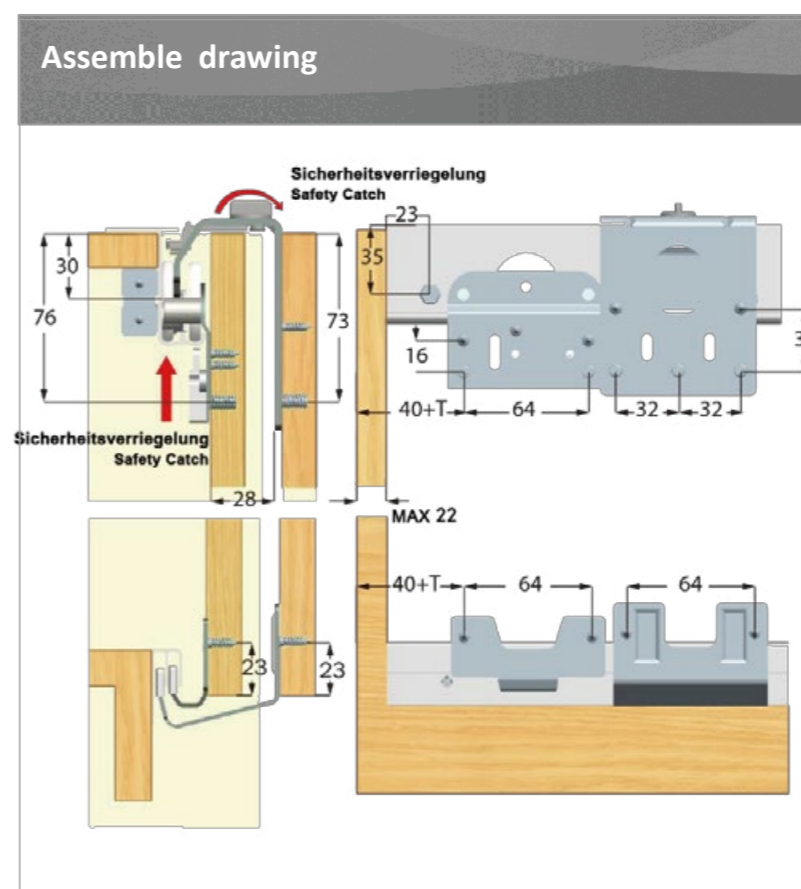 Assemble drawing
Sicherheitsverriegelung
Safety Catch
23
30
35
76
73
16
3
40+T
64
32
32
Sicherheitsverriegelung
Safety Catch
28
MAX 22
40+T
64
64
23
23